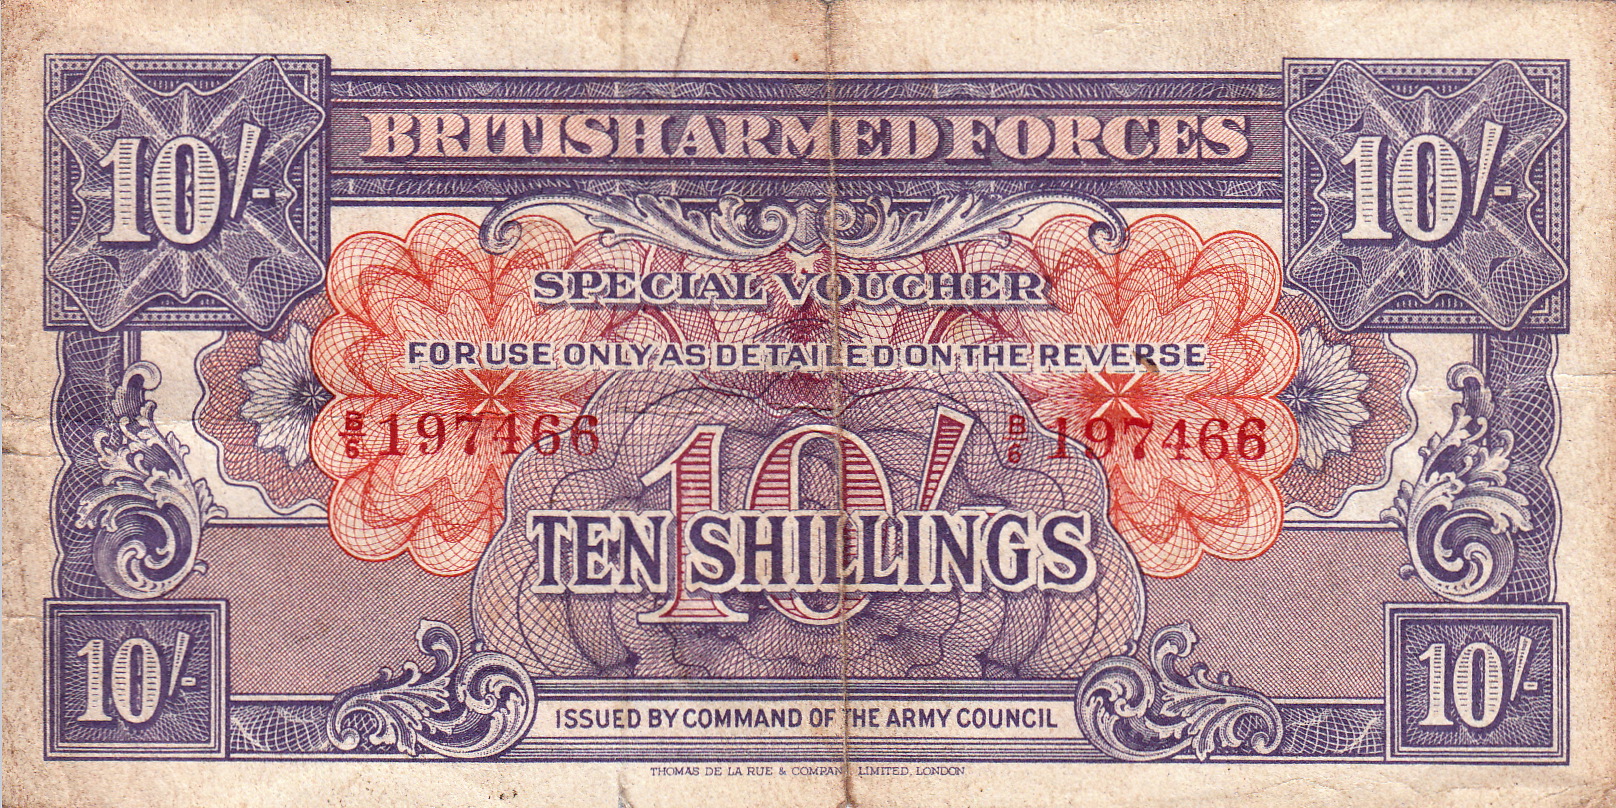 10/- 10/-
BRITISH ARMED FORCES
SPECIAL VOUCHER
FOR USE ONLY AS DETAILED ON THE REVERSE
B/6 197466 B/6 197466
10/-
TEN SHILLINGS
10/- 10/-
ISSUED BY COMMAND OF THE ARMY COUNCIL
THOMAS DE LA RUE & COMPANY LIMITED, LONDON